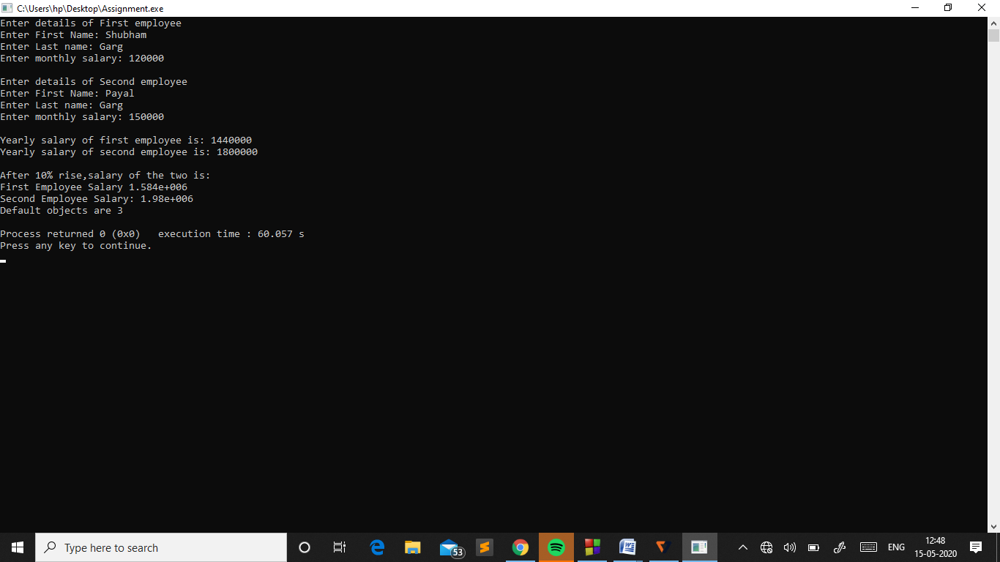 C:\Users\hp\Desktop\Assignment.exe
Enter details of First employee
Enter First Name: Shubham
Enter Last name: Garg
Enter monthly salary: 120000
Enter details of Second employee
Enter First Name: Payal
Enter Last name: Garg
Enter monthly salary: 150000
Yearly salary of first employee is: 1440000
Yearly salary of second employee is: 1800000
After 10% rise,salary of the two is:
First Employee Salary 1.584e+006
Second Employee Salary: 1.98e+006
Default objects are 3
Process returned 0 (0x0)   execution time : 60.057 s
Press any key to continue.
Type here to search
53
ENG
12:48
15-05-2020